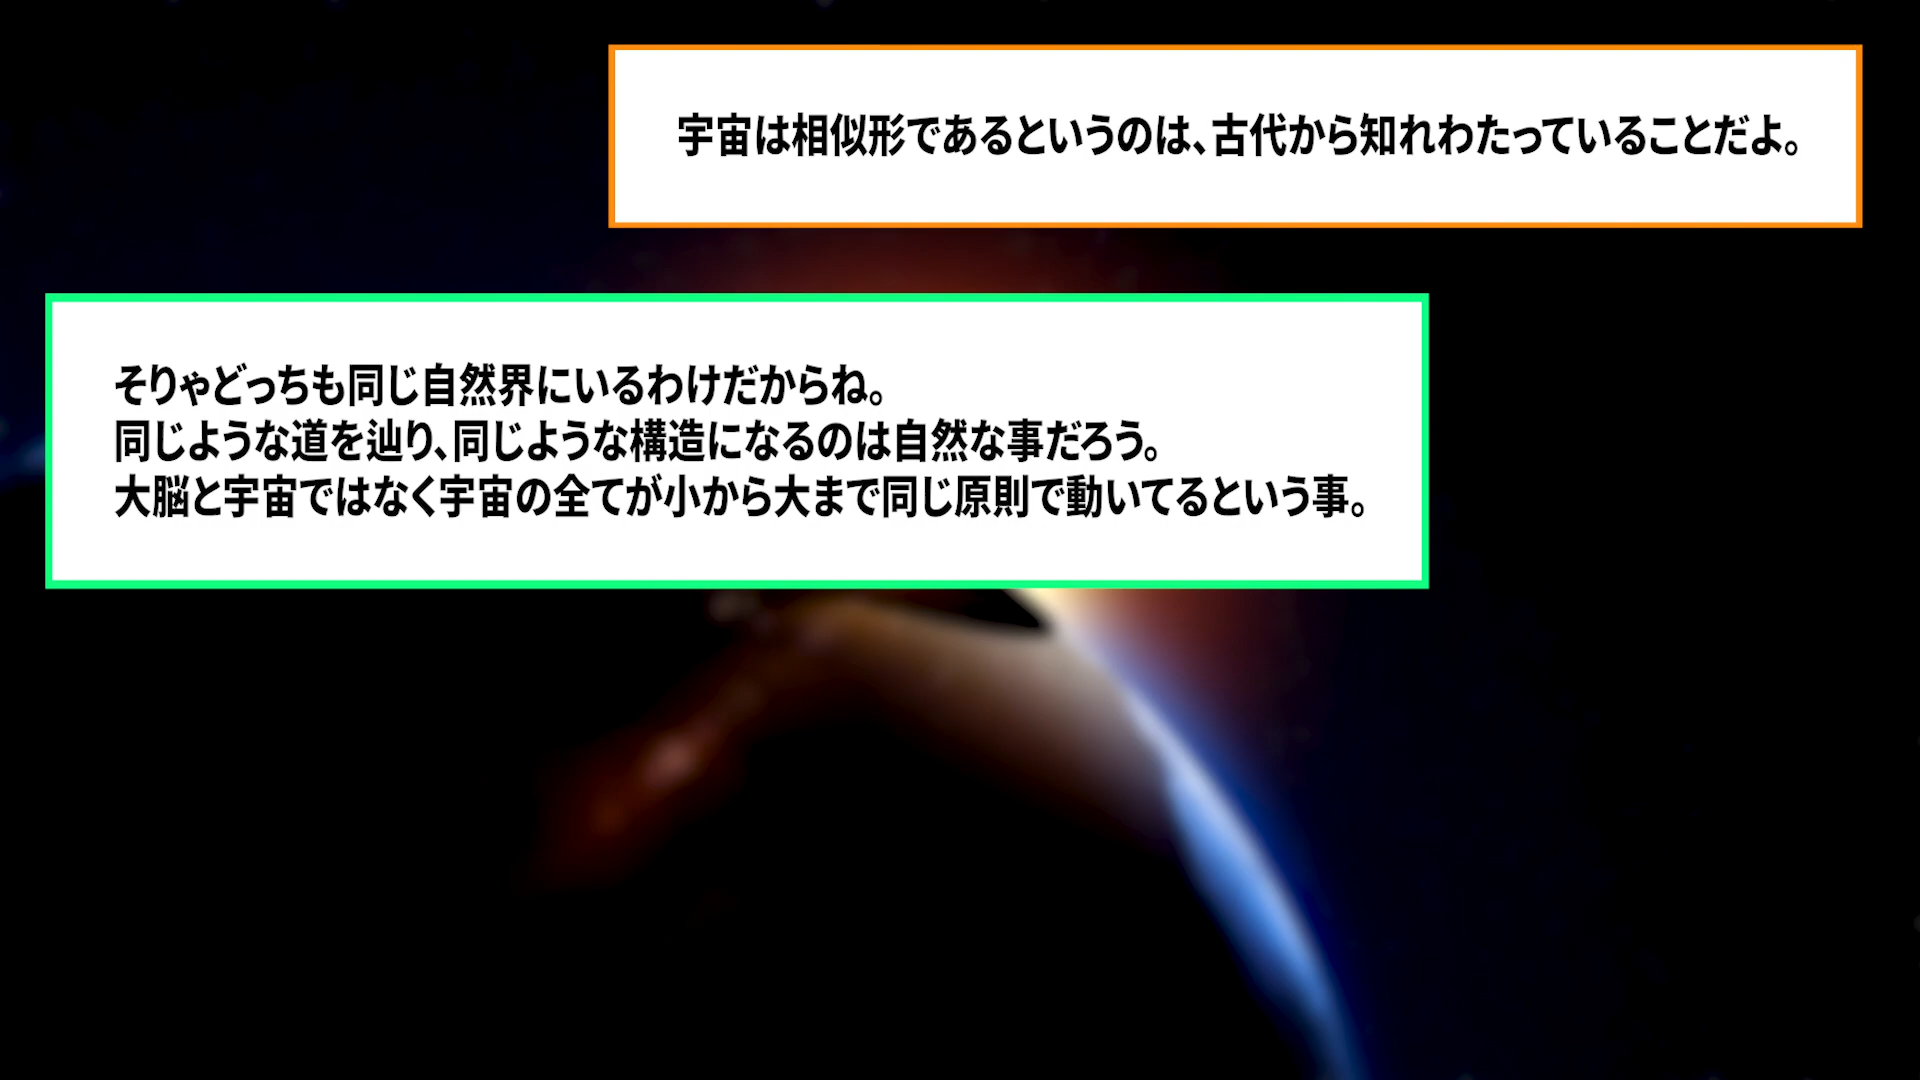 宇宙は相似形であるというのは、古代から知れわたっていることだよ。
そりゃどっちも同じ自然界にいるわけだからね。
同じような道を辿り、同じような構造になるのは自然な事だろう。
大脳と宇宙ではなく宇宙の全てが小から大まで同じ原則で動いてるという事。